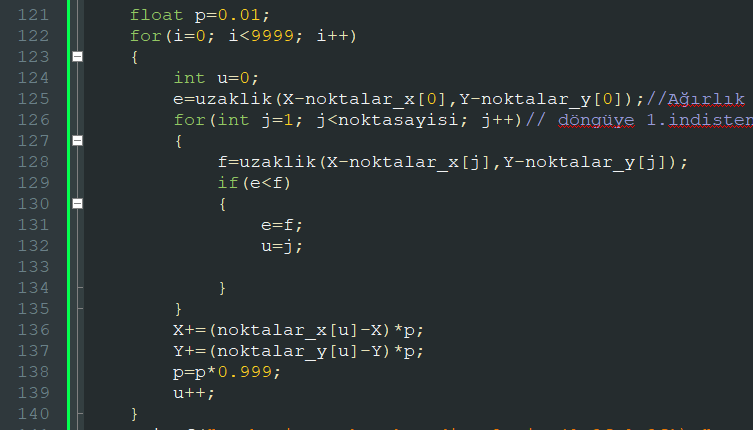 121 float p=0.01;
122 for(i=0; i<9999; i++)
123 {
124 int u=0;
125 e=uzaklik(X-noktalar_x[0],Y-noktalar_y[0]);//Ağırlık
126 for(int j=1; j<noktasayisi; j++)// döngüye 1.indisten
127 {
128 f=uzaklik(X-noktalar_x[j],Y-noktalar_y[j]);
129 if(e<f)
130 {
131 e=f;
132 u=j;
133
134 }
135 }
136 X+=(noktalar_x[u]-X)*p;
137 Y+=(noktalar_y[u]-Y)*p;
138 p=p*0.999;
139 u++;
140 }